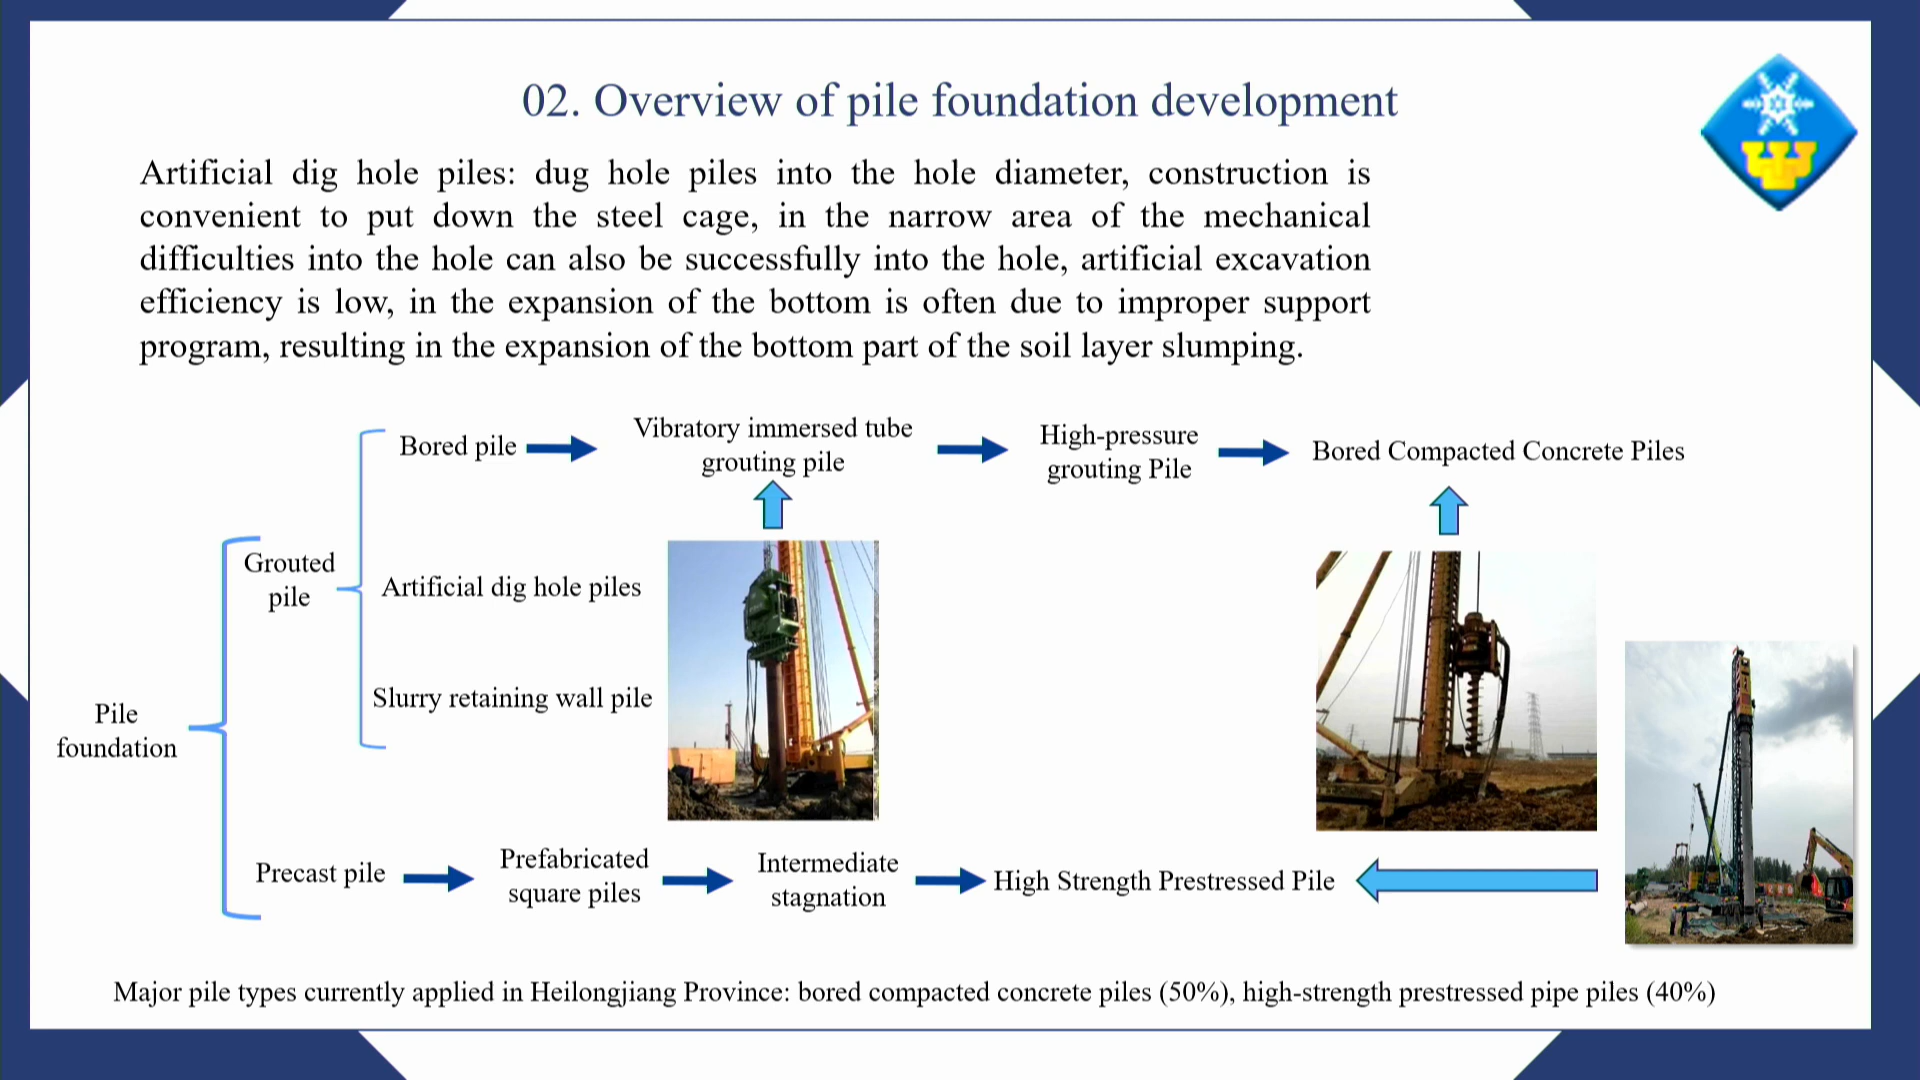 02. Overview of pile foundation development
Artificial dig hole piles: dug hole piles into the hole diameter, construction is
convenient to put down the steel cage, in the narrow area of the mechanical
difficulties into the hole can also be successfully into the hole, artificial excavation
efficiency is low, in the expansion of the bottom is often due to improper support
program, resulting in the expansion of the bottom part of the soil layer slumping.
Bored pile
Vibratory immersed tube
grouting pile
High-pressure
grouting Pile
Bored Compacted Concrete Piles
Grouted
pile
Artificial dig hole piles
Slurry retaining wall pile
Pile
foundation
Precast pile
Prefabricated
square piles
Intermediate
stagnation
High Strength Prestressed Pile
Major pile types currently applied in Heilongjiang Province: bored compacted concrete piles (50%), high-strength prestressed pipe piles (40%)